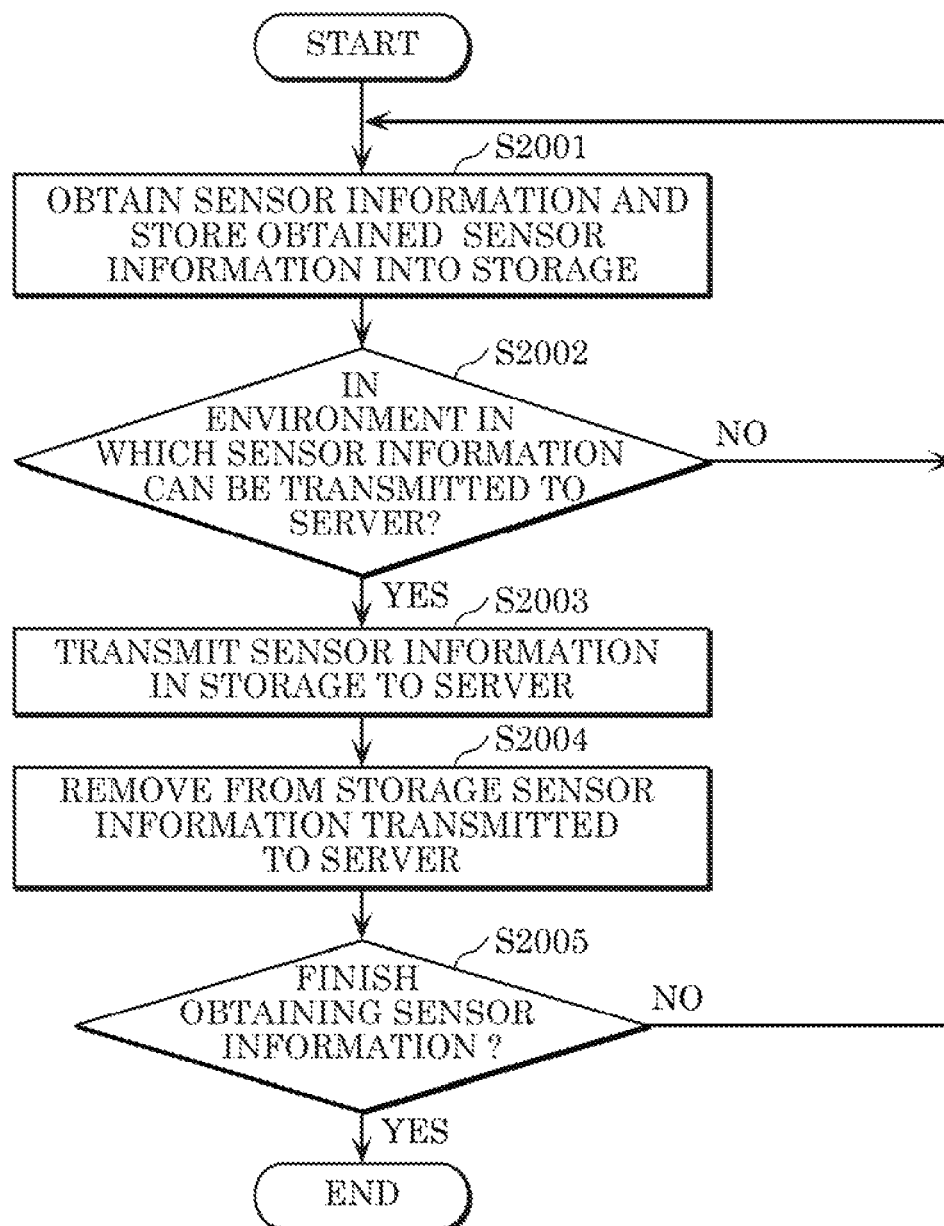 START
S2001
OBTAIN SENSOR INFORMATION AND
STORE OBTAINED SENSOR
INFORMATION INTO STORAGE
S2002
IN
ENVIRONMENT IN
WHICH SENSOR INFORMATION
CAN BE TRANSMITTED TO
SERVER?
NO
YES
S2003
TRANSMIT SENSOR INFORMATION
IN STORAGE TO SERVER
S2004
REMOVE FROM STORAGE SENSOR
INFORMATION TRANSMITTED
TO SERVER
S2005
FINISH
OBTAINING SENSOR
INFORMATION ?
NO
YES
END